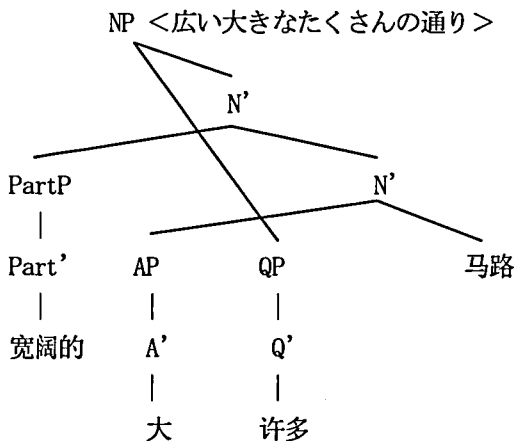 NP <広い大きなたくさんの通り>
N'
PartP N'
Part' AP QP 马路
宽阔的 A' Q'
大 许多